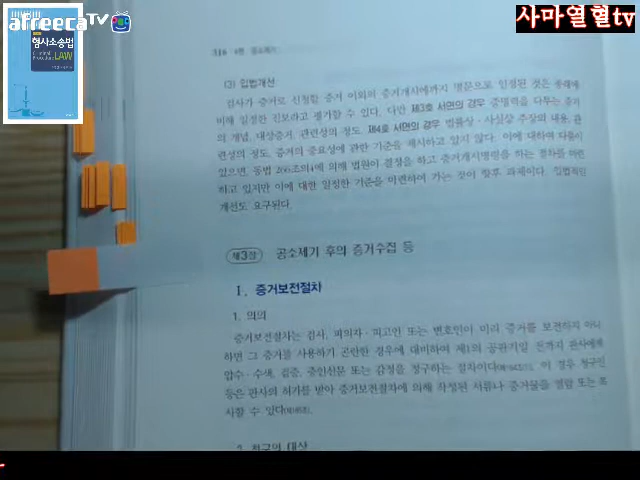 afreecaTV
사마열혈tv
형사소송법
Criminal
Procedure LAW
316 4편 공소제기
(3) 입법개선
검사가 증거로 신청할 증거 이외의 증거개시에까지 명문으로 인정된 것은 종래에
비해 일정한 진보라고 평가할 수 있다. 다만 제3호 서면의 경우 증명력을 다투는 증거
의 개념, 대상증거, 관련성의 정도, 제4호 서면의 경우 법률상·사실상 주장의 내용, 관
련성의 정도, 증거의 중요성에 관한 기준을 제시하고 있지 않다. 이에 대하여 다툼이
있으면, 동법 266조의4에 의해 법원이 결정을 하고 증거개시명령을 하는 절차를 마련
하고 있지만 이에 대한 일정한 기준을 마련하여 가는 것이 향후 과제이다. 입법적인
개선도 요구된다.
제3장 공소제기 후의 증거수집 등
I. 증거보전절차
1. 의의
증거보전절차는 검사, 피의자·피고인 또는 변호인이 미리 증거를 보전하지 아니
하면 그 증거를 사용하기 곤란한 경우에 대비하여 제1회 공판기일 전까지 판사에게
압수·수색, 검증, 증인신문 또는 감정을 청구하는 절차이다 이 경우 청구인
등은 판사의 허가를 받아 증거보전절차에 의해 작성된 서류나 증거물을 열람 또는 등
사할 수 있다
2. 청구의 대상